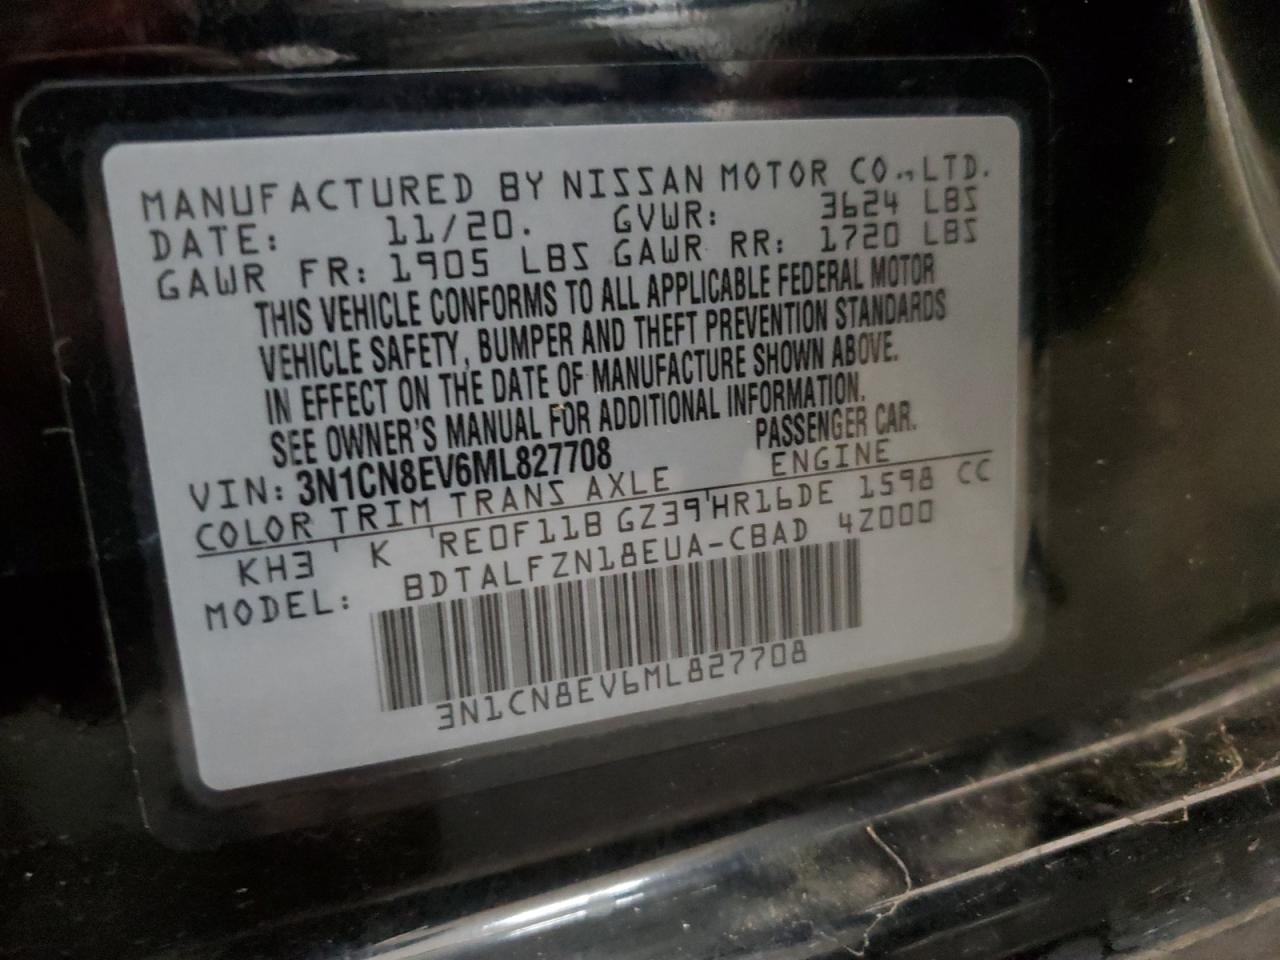 MANUFACTURED BY NISSAN MOTOR CO., LTD.
DATE: 11/20. GVWR: 3624 LBS
GAWR FR: 1905 LBS GAWR RR: 1720 LBS
THIS VEHICLE CONFORMS TO ALL APPLICABLE FEDERAL MOTOR
VEHICLE SAFETY, BUMPER AND THEFT PREVENTION STANDARDS
IN EFFECT ON THE DATE OF MANUFACTURE SHOWN ABOVE.
SEE OWNER'S MANUAL FOR ADDITIONAL INFORMATION.
VIN: 3N1CN8EV6ML827708 PASSENGER CAR.
COLOR TRIM TRANS AXLE ENGINE
KH3 ' K 'RE0F11B GZ39'HR16DE 1598 CC
MODEL: BDTALFZN18EUA-CBAD 4Z000
3N1CN8EV6ML827708